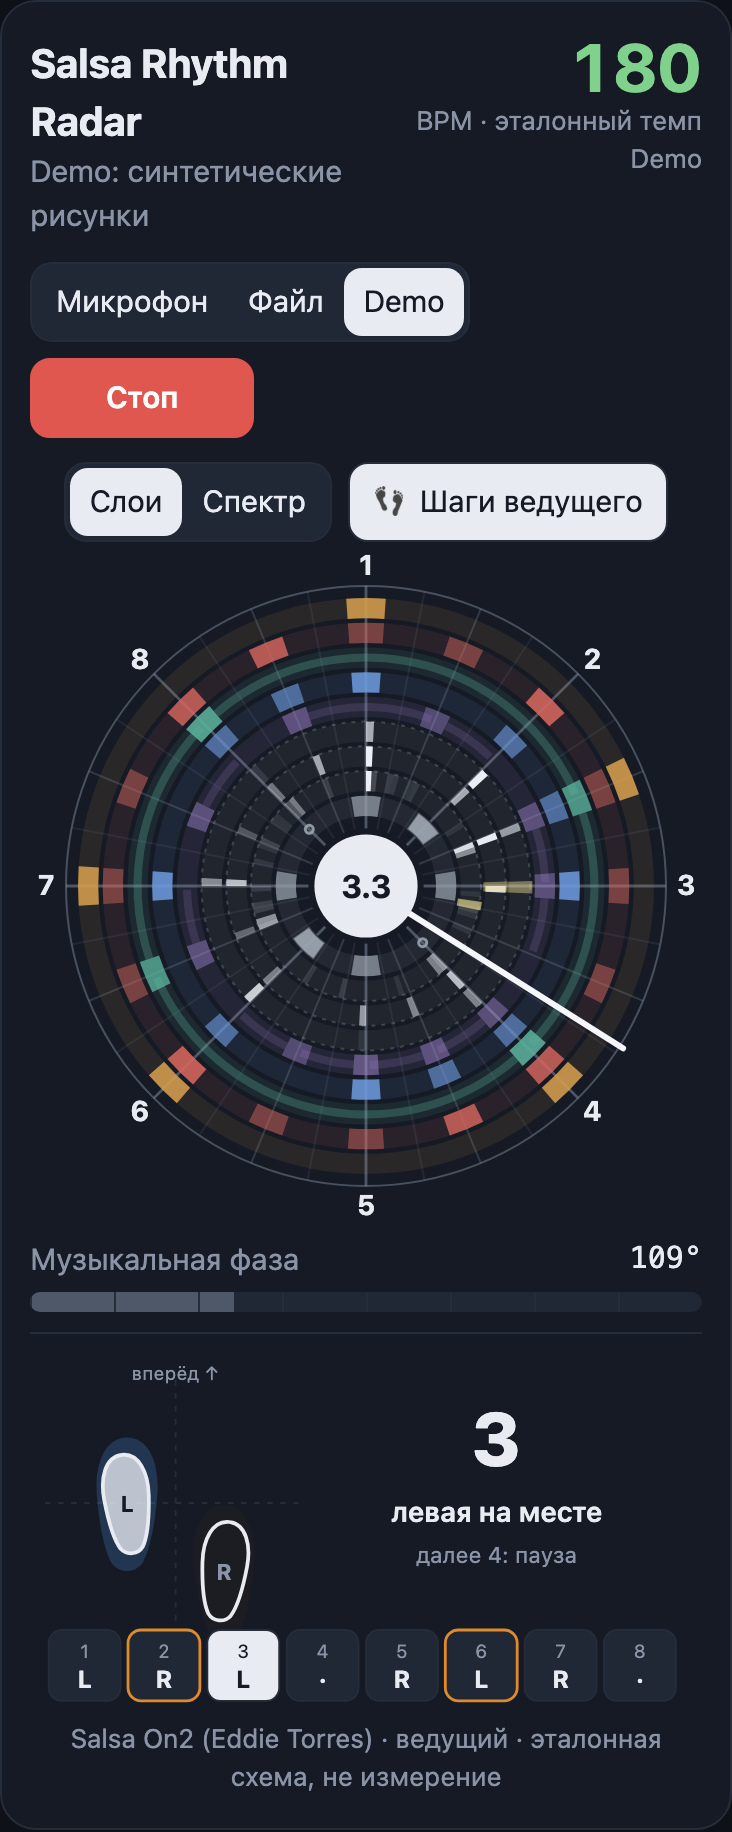 Salsa Rhythm
Radar
180
BPM · эталонный темп
Demo
Demo: синтетические
рисунки
Микрофон Файл Demo
Стоп
Слои Спектр 👣 Шаги ведущего
1
8 2
3.3
7 3
6 4
5
Музыкальная фаза 109°
вперёд ↑
L
R
3
левая на месте
далее 4: пауза
1 2 3 4 5 6 7 8
L R L · R L R ·
Salsa On2 (Eddie Torres) · ведущий · эталонная
схема, не измерение